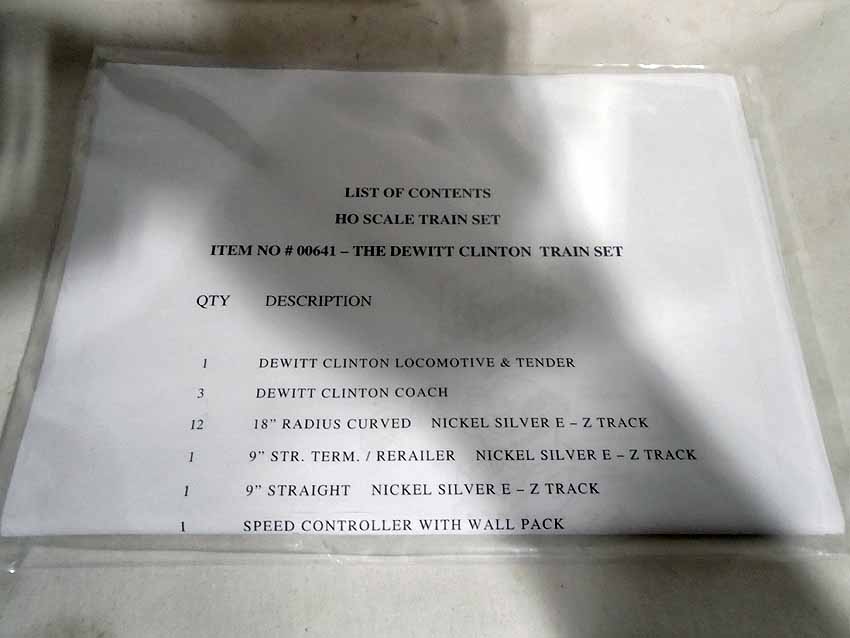 LIST OF CONTENTS
HO SCALE TRAIN SET
ITEM NO # 00641 – THE DEWITT CLINTON TRAIN SET
QTY DESCRIPTION
1 DEWITT CLINTON LOCOMOTIVE & TENDER
3 DEWITT CLINTON COACH
12 18” RADIUS CURVED NICKEL SILVER E – Z TRACK
1 9” STR. TERM. / RERAILER NICKEL SILVER E – Z TRACK
1 9” STRAIGHT NICKEL SILVER E – Z TRACK
1 SPEED CONTROLLER WITH WALL PACK